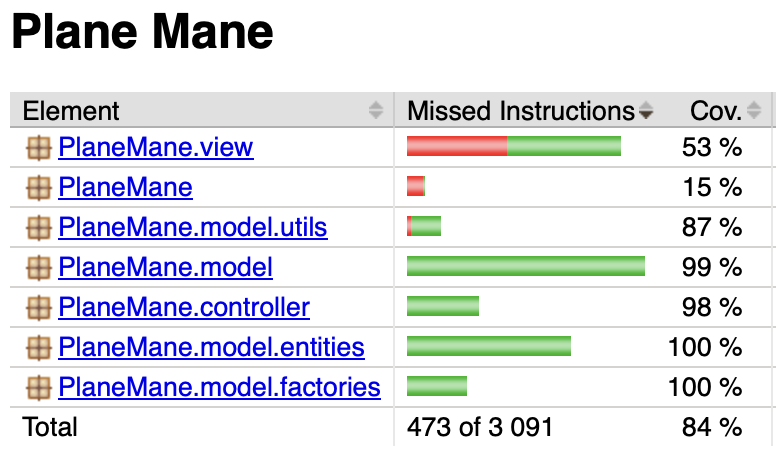 Plane Mane
Element Missed Instructions Cov.
PlaneMane.view 53 %
PlaneMane 15 %
PlaneMane.model.utils 87 %
PlaneMane.model 99 %
PlaneMane.controller 98 %
PlaneMane.model.entities 100 %
PlaneMane.model.factories 100 %
Total 473 of 3 091 84 %